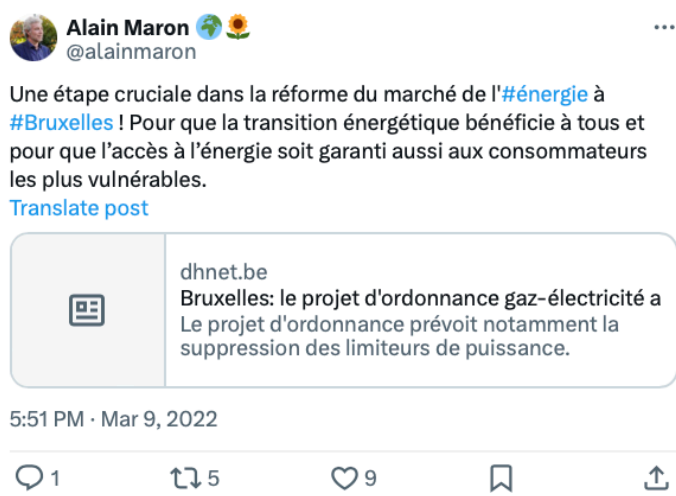 Alain Maron 🌍🌻
@alainmaron
Une étape cruciale dans la réforme du marché de l'#énergie à
#Bruxelles ! Pour que la transition énergétique bénéficie à tous et
pour que l’accès à l’énergie soit garanti aussi aux consommateurs
les plus vulnérables.
Translate post
dhnet.be
Bruxelles: le projet d'ordonnance gaz-électricité a
Le projet d'ordonnance prévoit notamment la
suppression des limiteurs de puissance.
5:51 PM · Mar 9, 2022
1 5 9